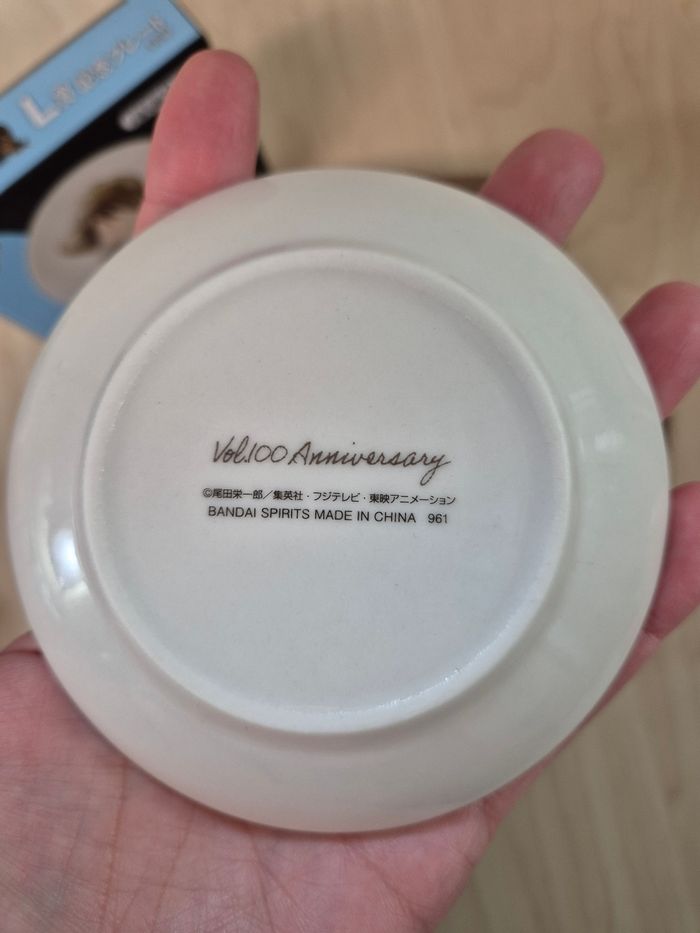 Vol.100 Anniversary
©尾田栄一郎／集英社・フジテレビ・東映アニメーション
BANDAI SPIRITS MADE IN CHINA 961